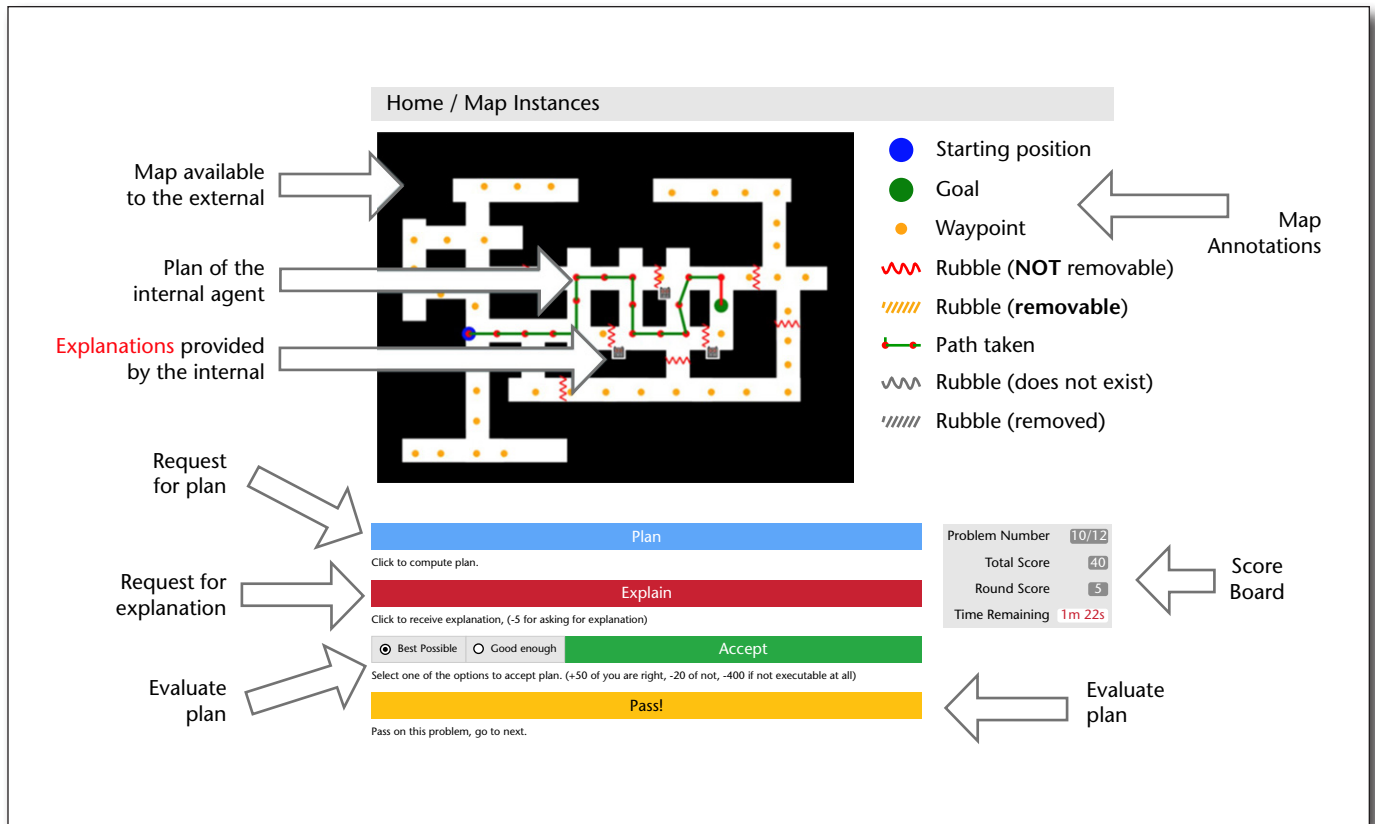 Home / Map Instances
Map available
to the external
Plan of the
internal agent
Explanations provided
by the internal
Starting position
Goal
Waypoint
Rubble (NOT removable)
Rubble (removable)
Path taken
Rubble (does not exist)
Rubble (removed)
Map
Annotations
Request
for plan
Plan
Click to compute plan.
Request for
explanation
Explain
Click to receive explanation, (-5 for asking for explanation)
Best Possible
Good enough
Accept
Select one of the options to accept plan. (+50 of you are right, -20 of not, -400 if not executable at all)
Evaluate
plan
Pass!
Pass on this problem, go to next.
Problem Number 10/12
Total Score 40
Round Score 5
Time Remaining 1m 22s
Score
Board
Evaluate
plan